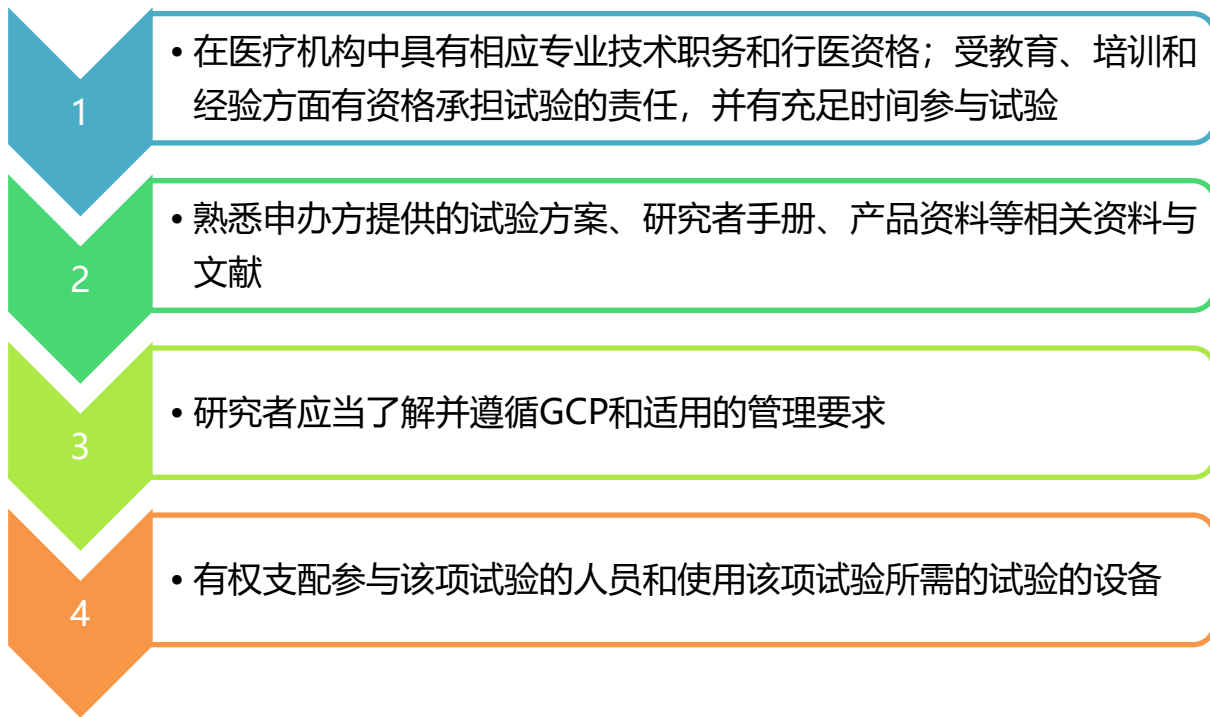 1
• 在医疗机构中具有相应专业技术职务和行医资格；受教育、培训和
经验方面有资格承担试验的责任，并有充足时间参与试验
2
• 熟悉申办方提供的试验方案、研究者手册、产品资料等相关资料与
文献
3
• 研究者应当了解并遵循GCP和适用的管理要求
4
• 有权支配参与该项试验的人员和使用该项试验所需的试验的设备